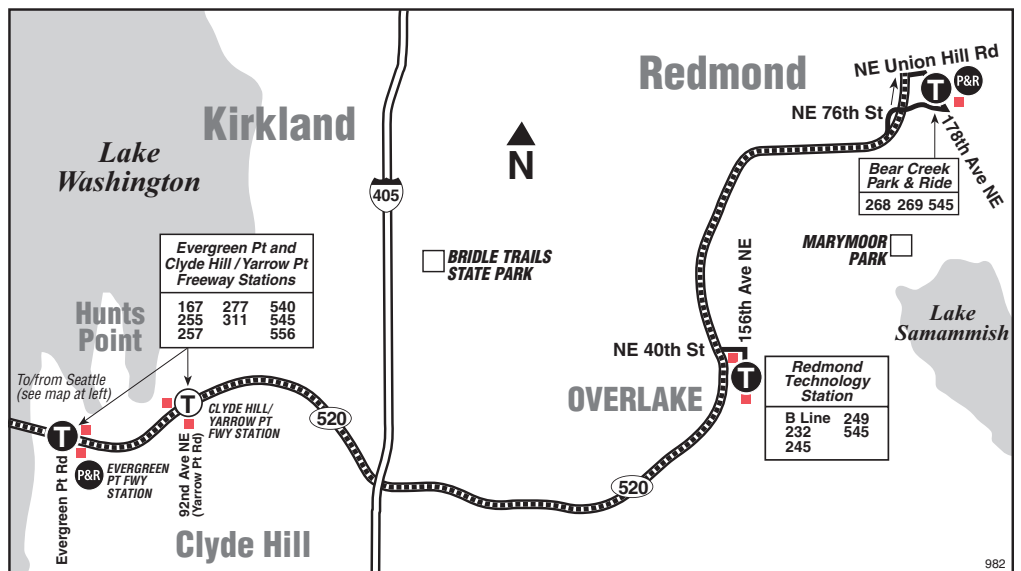 Redmond
NE Union Hill Rd
T
P&R
NE 76th St
178th Ave NE
Kirkland
Lake
Washington
N
405
Bear Creek
Park & Ride
268 269 545
Evergreen Pt and
Clyde Hill / Yarrow Pt
Freeway Stations
167 277 540
255 311 545
257 556
BRIDLE TRAILS
STATE PARK
MARYMOOR
PARK
156th Ave NE
Hunts
Point
Lake
Samammish
NE 40th St
To/from Seattle
(see map at left)
OVERLAKE
T
Redmond
Technology
Station
B Line 249
232 545
245
T
CLYDE HILL/
YARROW PT
FWY STATION
520
T
P&R
EVERGREEN
PT FWY
STATION
Evergreen Pt Rd
92nd Ave NE
(Yarrow Pt Rd)
520
Clyde Hill
982